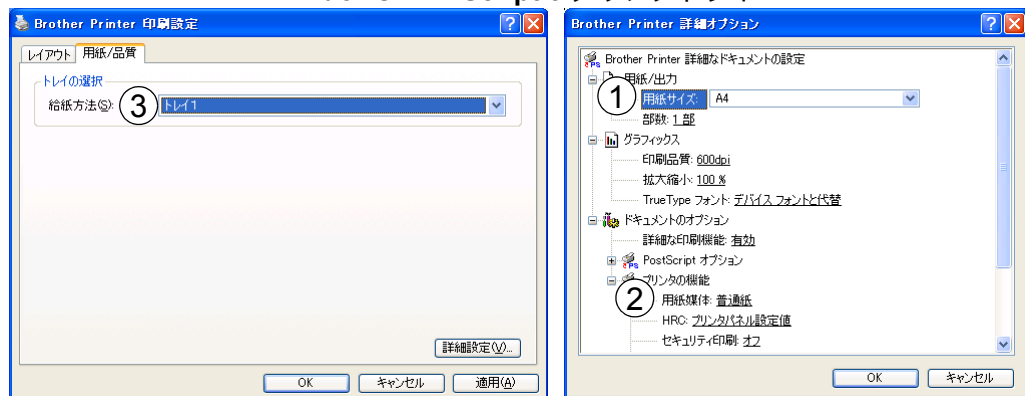 Brother Printer 印刷設定
レイアウト 用紙/品質
トレイの選択
給紙方法(S): ③ トレイ1
詳細設定(V)...
OK キャンセル 適用(A)
Brother Printer 詳細オプション
Brother Printer 詳細なドキュメントの設定
用紙/出力
① 用紙サイズ: A4
部数: 1 部
グラフィックス
印刷品質: 600dpi
拡大縮小: 100 %
TrueType フォント: デバイス フォントと代替
ドキュメントのオプション
詳細な印刷機能: 有効
PostScript オプション
プリンタの機能
② 用紙媒体: 普通紙
HRC: プリンタパネル設定値
セキュリティ印刷: オフ
OK キャンセル